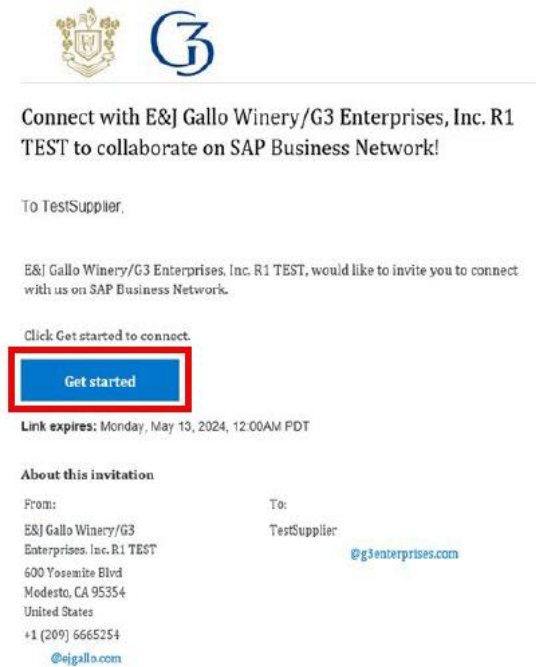 G3
Connect with E&J Gallo Winery/G3 Enterprises, Inc. R1
TEST to collaborate on SAP Business Network!
To TestSupplier,
E&J Gallo Winery/G3 Enterprises, Inc. R1 TEST, would like to invite you to connect
with us on SAP Business Network.
Click Get started to connect.
Get started
Link expires: Monday, May 13, 2024, 12:00AM PDT
About this invitation
From:
E&J Gallo Winery/G3
Enterprises, Inc. R1 TEST
600 Yosemite Blvd
Modesto, CA 95354
United States
+1 (209) 6665254
@ejgallo.com
To:
TestSupplier
@g3enterprises.com